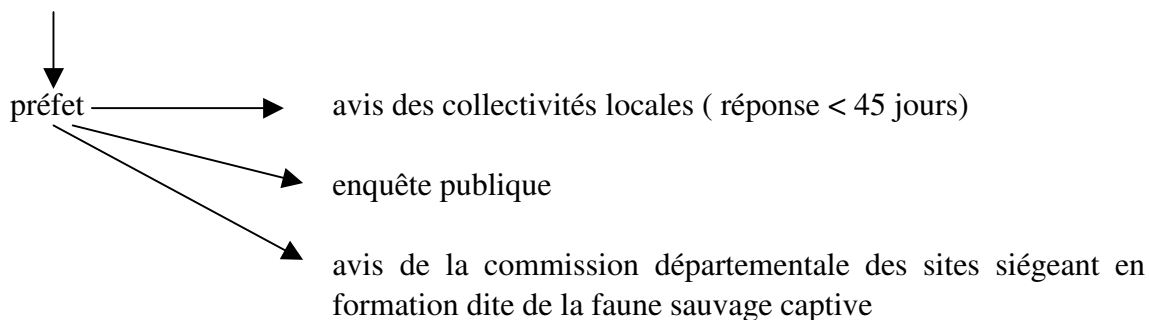 préfet
avis des collectivités locales ( réponse < 45 jours)
enquête publique
avis de la commission départementale des sites siégeant en
formation dite de la faune sauvage captive